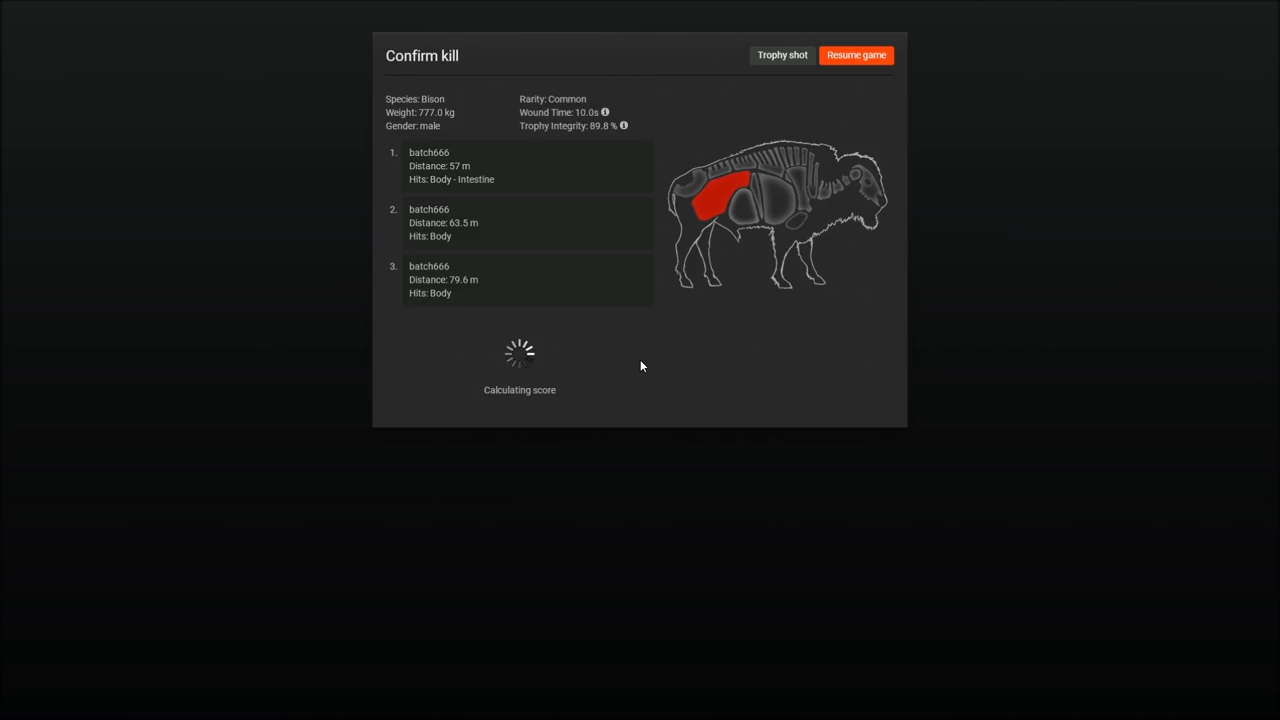 Confirm kill
Trophy shot
Resume game
Species: Bison
Weight: 777.0 kg
Gender: male
Rarity: Common
Wound Time: 10.0s
Trophy Integrity: 89.8 %
1.
batch666
Distance: 57 m
Hits: Body - Intestine
2.
batch666
Distance: 63.5 m
Hits: Body
3.
batch666
Distance: 79.6 m
Hits: Body
Calculating score